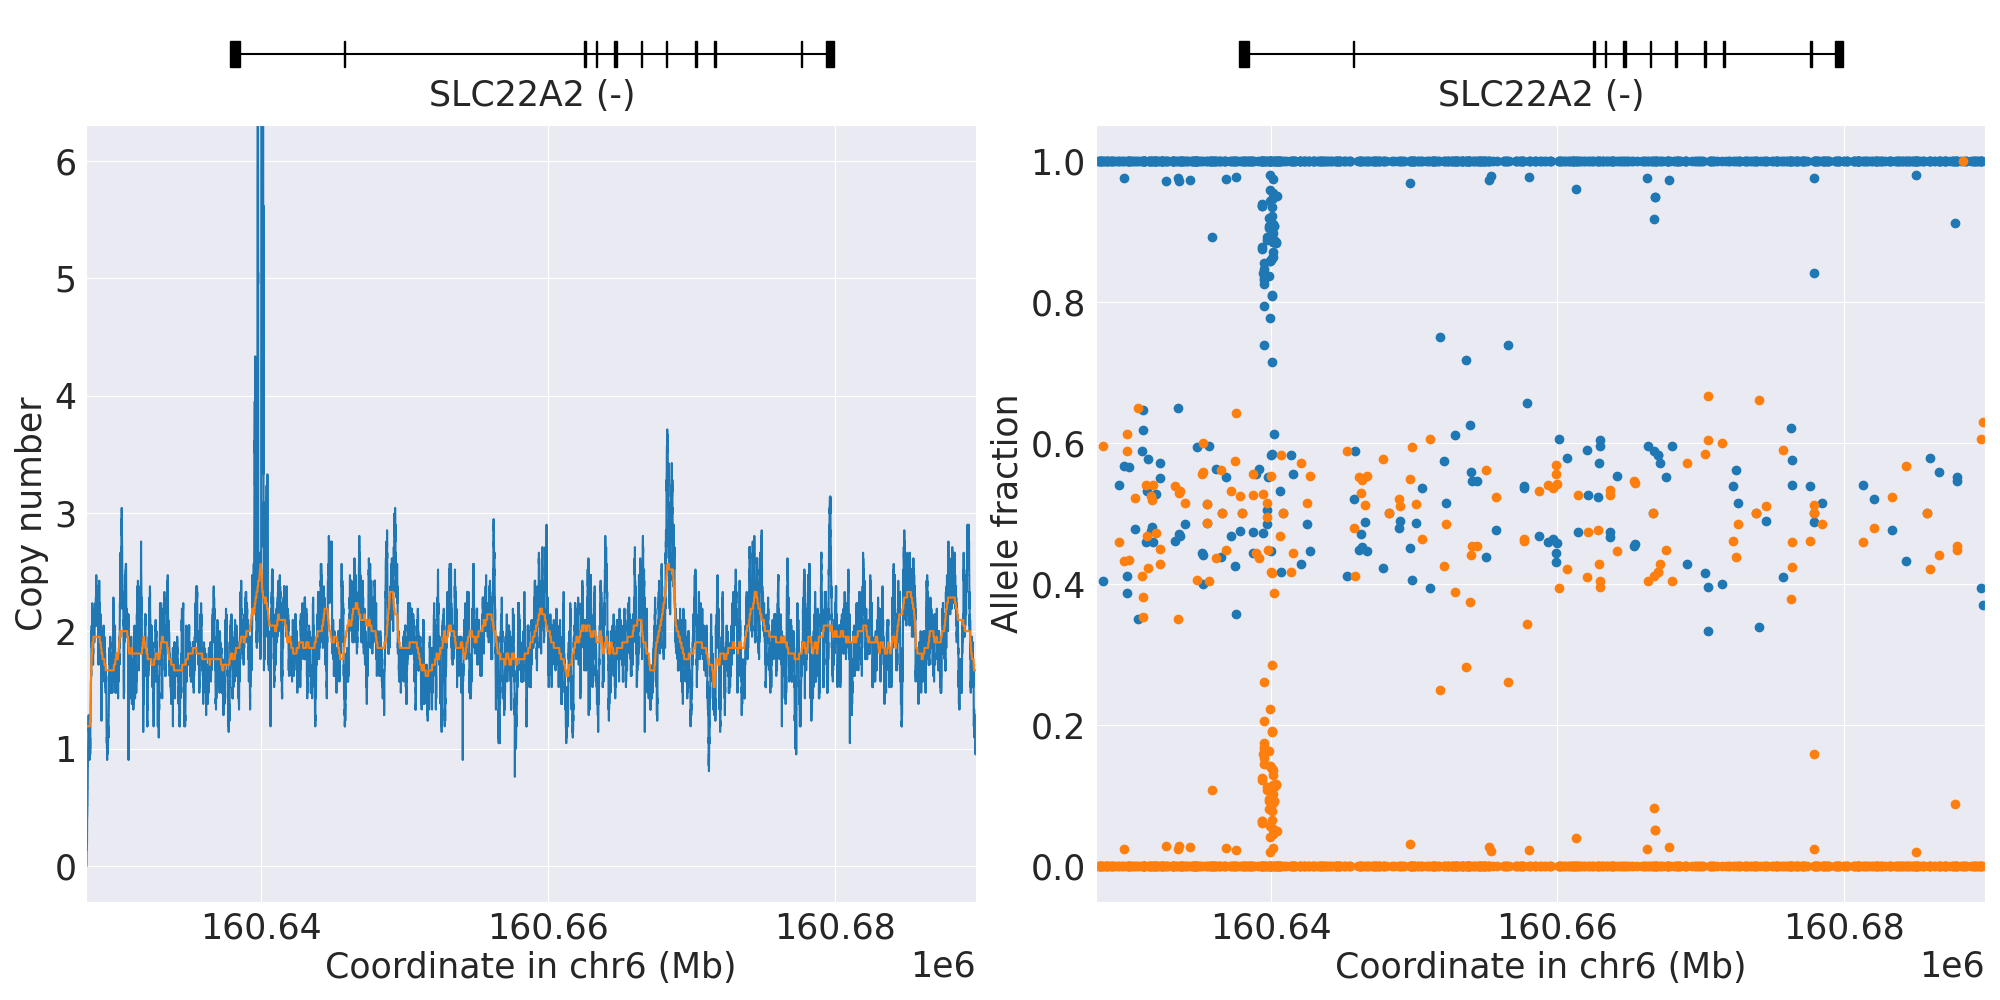 SLC22A2 (-)
SLC22A2 (-)
Copy number
6
5
4
3
2
1
0
160.64
160.66
160.68
Coordinate in chr6 (Mb)
1e6
Allele fraction
1.0
0.8
0.6
0.4
0.2
0.0
160.64
160.66
160.68
Coordinate in chr6 (Mb)
1e6